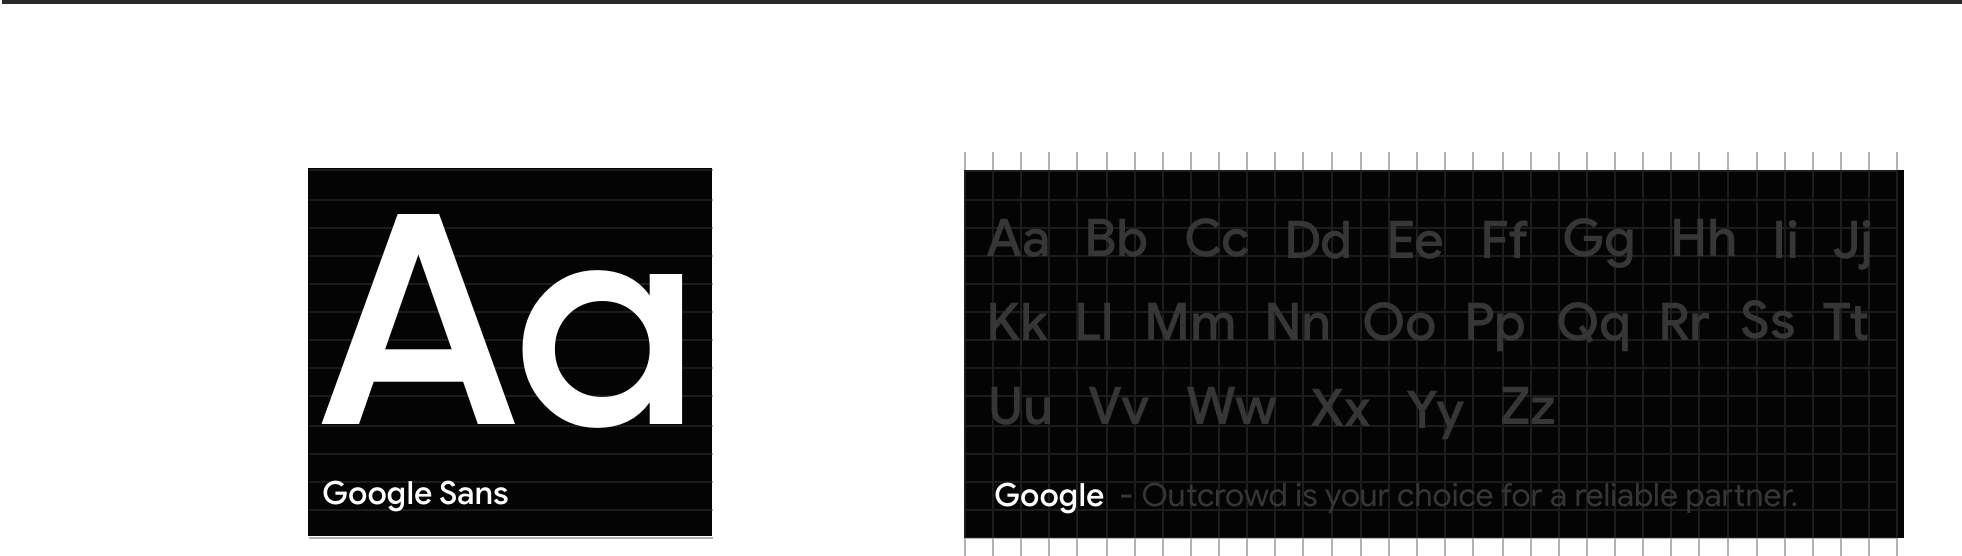 Aa
Google Sans
Aa Bb Cc Dd Ee Ff Gg Hh Ii Jj
Kk Ll Mm Nn Oo Pp Qq Rr Ss Tt
Uu Vv Ww Xx Yy Zz
Google - Outcrowd is your choice for a reliable partner.